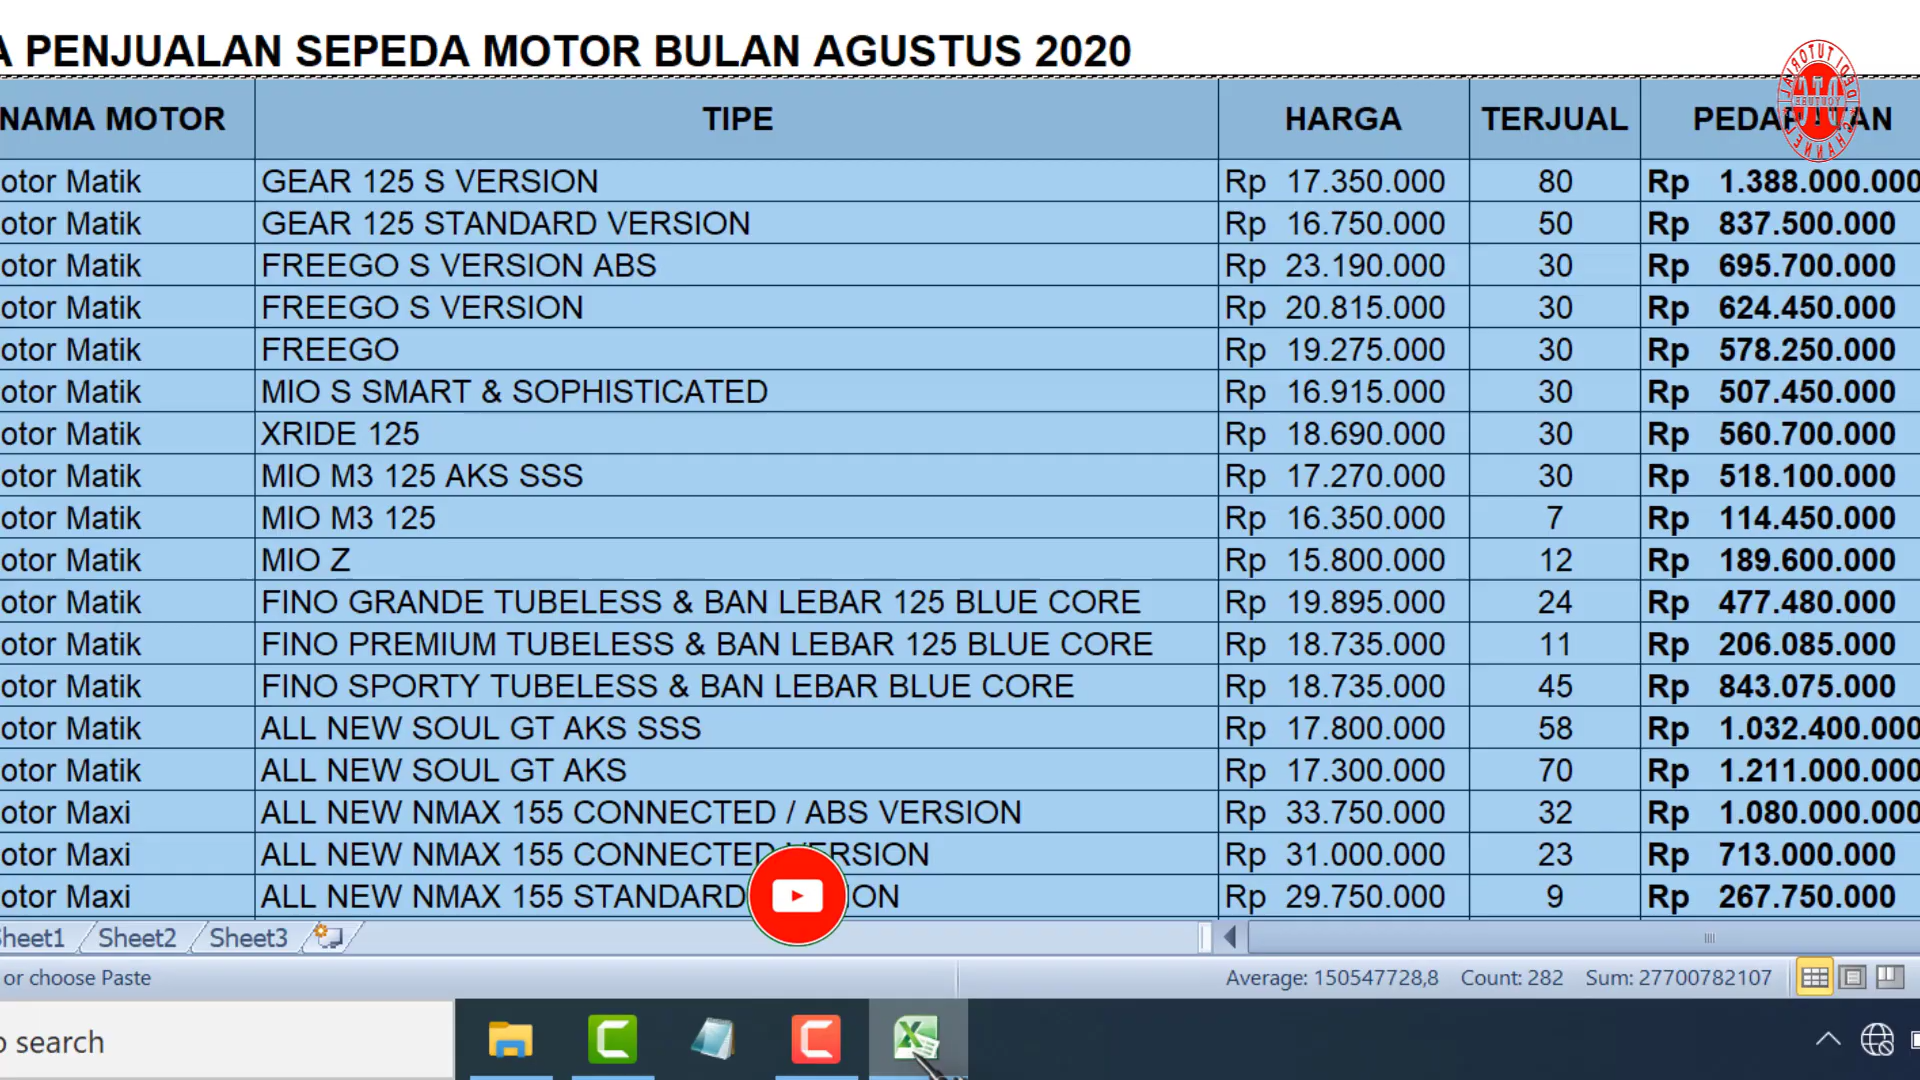 A PENJUALAN SEPEDA MOTOR BULAN AGUSTUS 2020
NAMA MOTOR TIPE HARGA TERJUAL PEDAPATAN
otor Matik GEAR 125 S VERSION Rp 17.350.000 80 Rp 1.388.000.000
otor Matik GEAR 125 STANDARD VERSION Rp 16.750.000 50 Rp 837.500.000
otor Matik FREEGO S VERSION ABS Rp 23.190.000 30 Rp 695.700.000
otor Matik FREEGO S VERSION Rp 20.815.000 30 Rp 624.450.000
otor Matik FREEGO Rp 19.275.000 30 Rp 578.250.000
otor Matik MIO S SMART & SOPHISTICATED Rp 16.915.000 30 Rp 507.450.000
otor Matik XRIDE 125 Rp 18.690.000 30 Rp 560.700.000
otor Matik MIO M3 125 AKS SSS Rp 17.270.000 30 Rp 518.100.000
otor Matik MIO M3 125 Rp 16.350.000 7 Rp 114.450.000
otor Matik MIO Z Rp 15.800.000 12 Rp 189.600.000
otor Matik FINO GRANDE TUBELESS & BAN LEBAR 125 BLUE CORE Rp 19.895.000 24 Rp 477.480.000
otor Matik FINO PREMIUM TUBELESS & BAN LEBAR 125 BLUE CORE Rp 18.735.000 11 Rp 206.085.000
otor Matik FINO SPORTY TUBELESS & BAN LEBAR BLUE CORE Rp 18.735.000 45 Rp 843.075.000
otor Matik ALL NEW SOUL GT AKS SSS Rp 17.800.000 58 Rp 1.032.400.000
otor Matik ALL NEW SOUL GT AKS Rp 17.300.000 70 Rp 1.211.000.000
otor Maxi ALL NEW NMAX 155 CONNECTED / ABS VERSION Rp 33.750.000 32 Rp 1.080.000.000
otor Maxi ALL NEW NMAX 155 CONNECTED VERSION Rp 31.000.000 23 Rp 713.000.000
otor Maxi ALL NEW NMAX 155 STANDARD ION Rp 29.750.000 9 Rp 267.750.000
heet1 Sheet2 Sheet3
or choose Paste Average: 150547728,8 Count: 282 Sum: 27700782107
o search